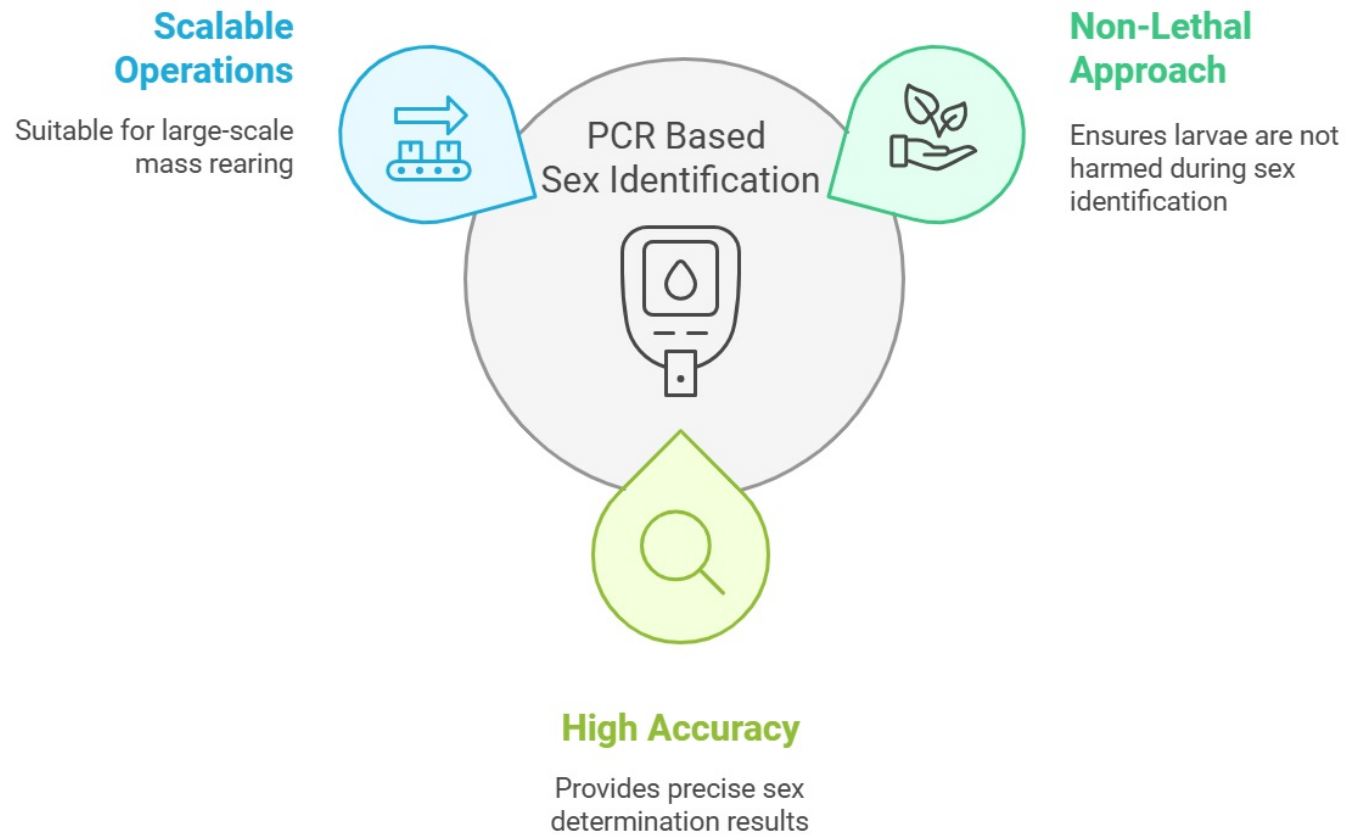 Scalable
Operations
Suitable for large-scale
mass rearing
PCR Based
Sex Identification
Non-Lethal
Approach
Ensures larvae are not
harmed during sex
identification
High Accuracy
Provides precise sex
determination results